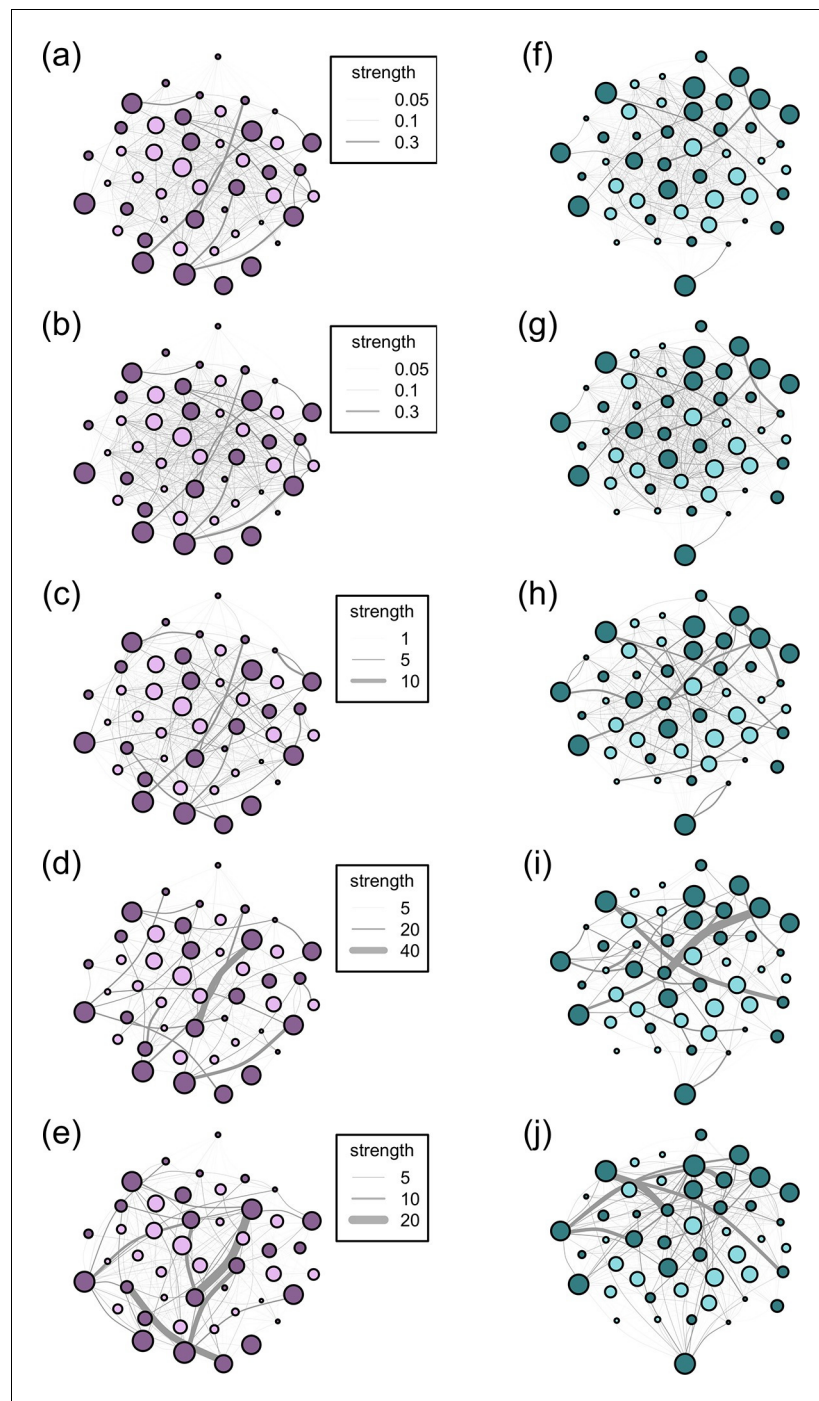 (a)
strength
0.05
0.1
0.3
(f)
(b)
strength
0.05
0.1
0.3
(g)
(c)
strength
1
5
10
(h)
(d)
strength
5
20
40
(i)
(e)
strength
5
10
20
(j)